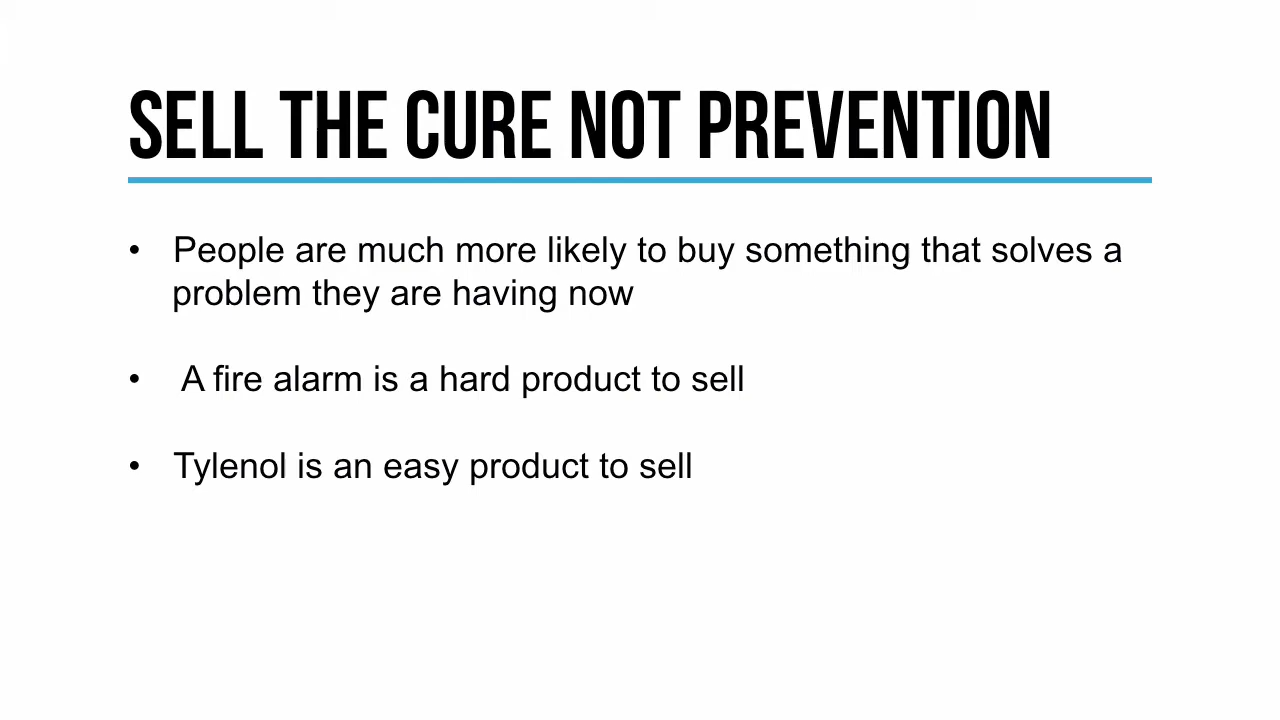 SELL THE CURE NOT PREVENTION
• People are much more likely to buy something that solves a
problem they are having now
• A fire alarm is a hard product to sell
• Tylenol is an easy product to sell